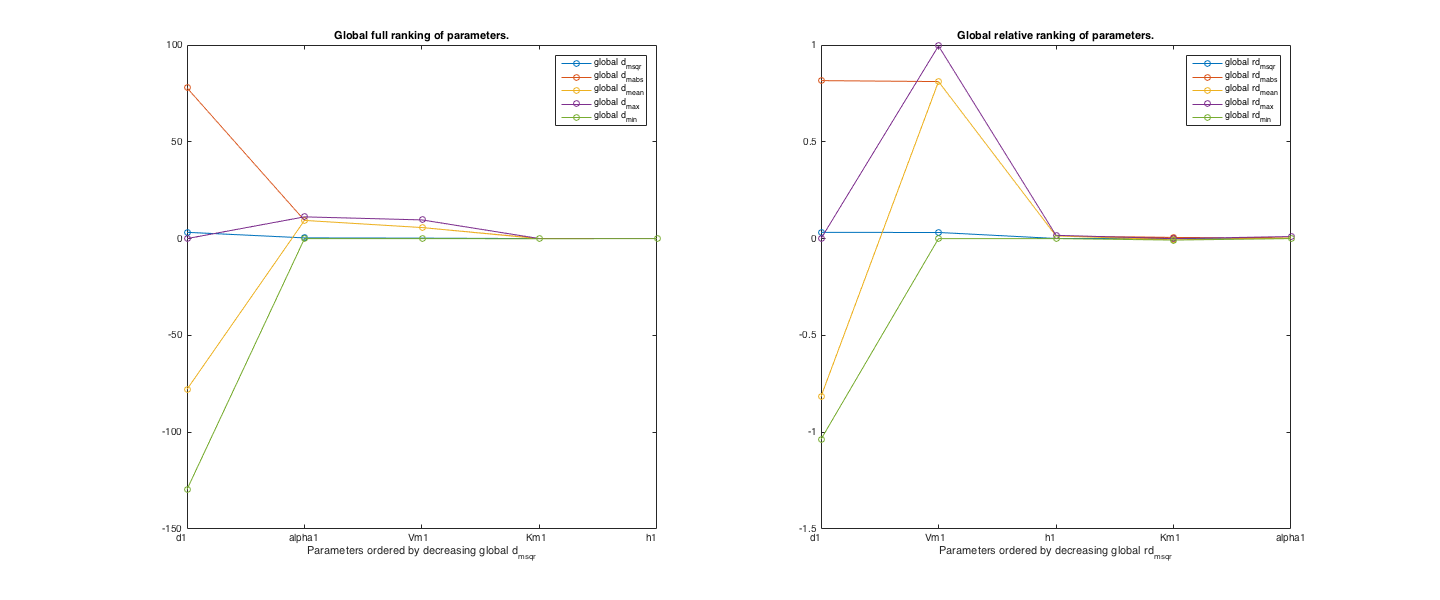 Global full ranking of parameters.
100
50
0
-50
-100
-150
global d_msqr
global d_mabs
global d_mean
global d_max
global d_min
d1
alpha1
Vm1
Km1
h1
Parameters ordered by decreasing global d_msqr
Global relative ranking of parameters.
1
0.5
0
-0.5
-1
-1.5
global rd_msqr
global rd_mabs
global rd_mean
global rd_max
global rd_min
d1
Vm1
h1
Km1
alpha1
Parameters ordered by decreasing global rd_msqr